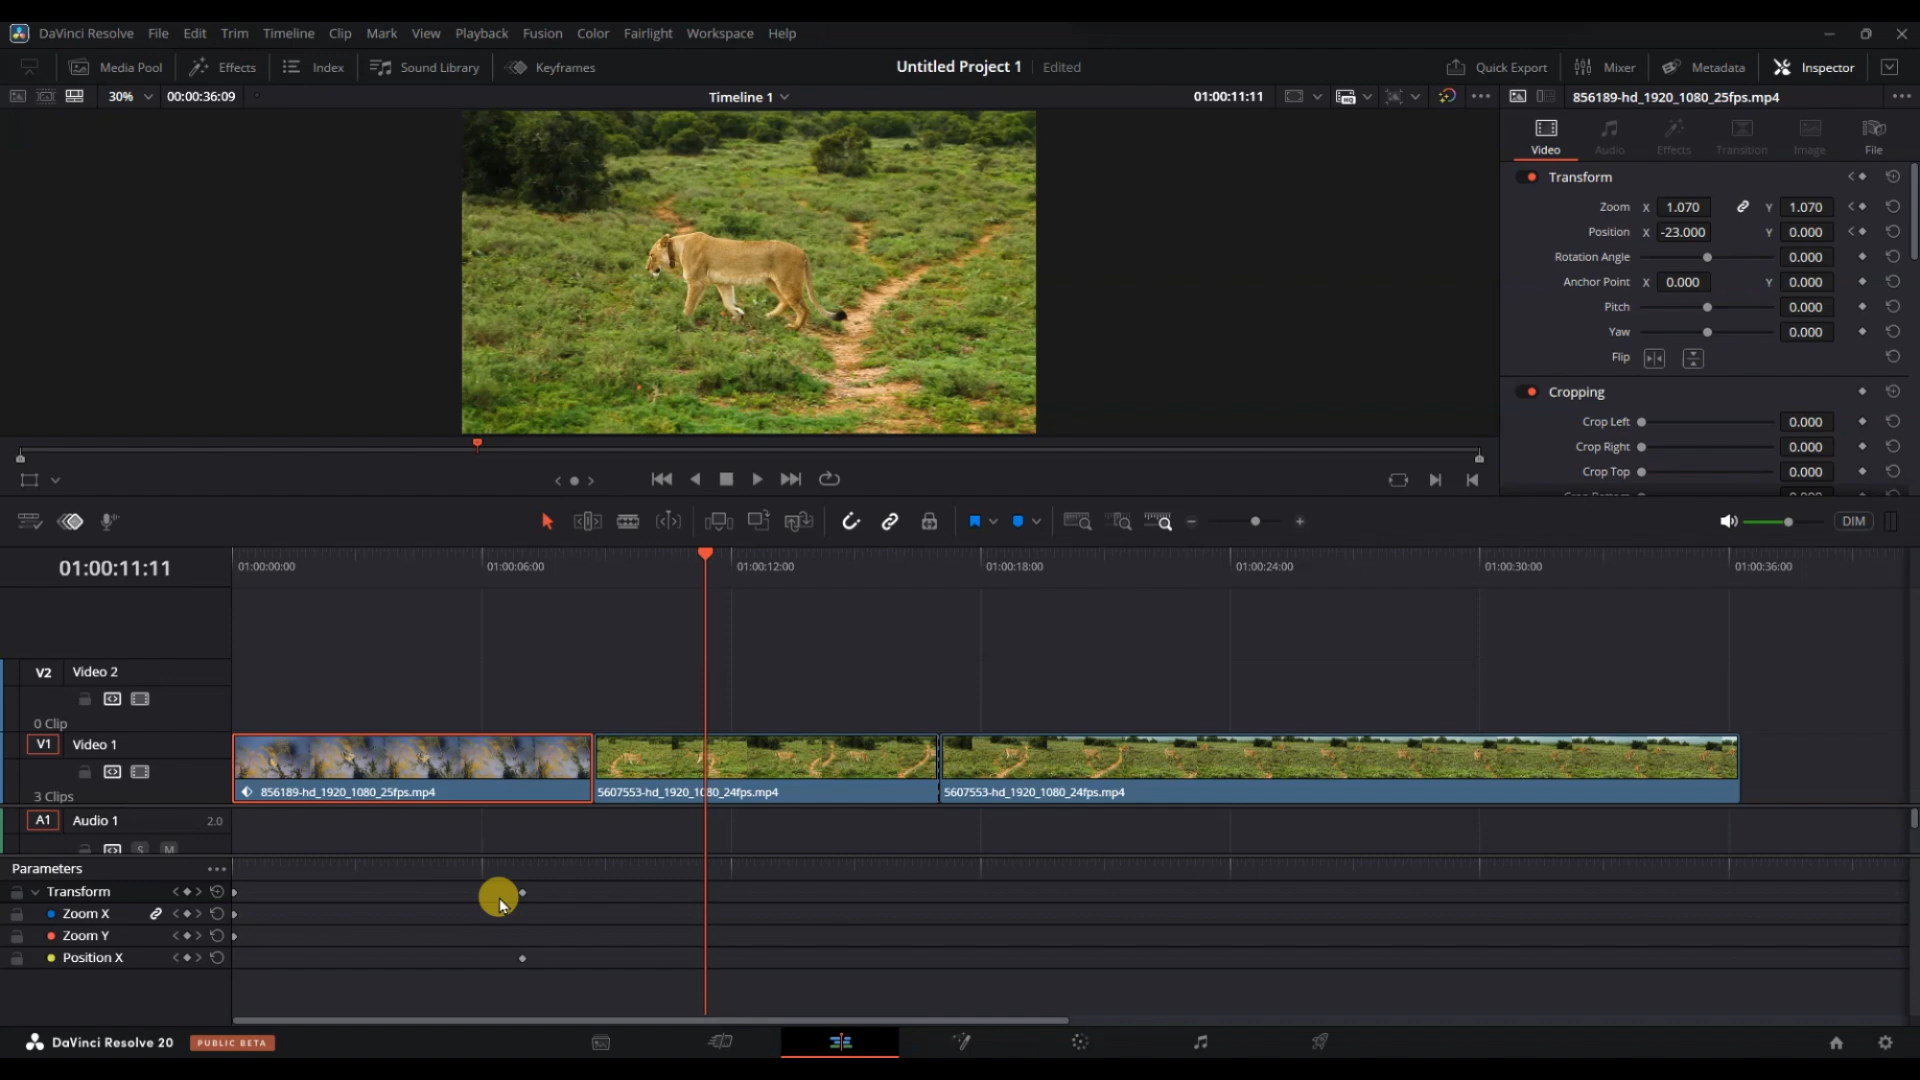 DaVinci Resolve File Edit Trim Timeline Clip Mark View Playback Fusion Color Fairlight Workspace Help
Media Pool Effects Index Sound Library Keyframes Untitled Project 1 Edited Quick Export Mixer Metadata Inspector
30% 00:00:36:09 Timeline 1 01:00:11:11 856189-hd_1920_1080_25fps.mp4
Video Audio Effects Transition Image File
Transform
Zoom X 1.070 Y 1.070
Position X -23.000 Y 0.000
Rotation Angle 0.000
Anchor Point X 0.000 Y 0.000
Pitch 0.000
Yaw 0.000
Flip
Cropping
Crop Left 0.000
Crop Right 0.000
Crop Top 0.000
DIM
01:00:11:11 01:00:00:00 01:00:06:00 01:00:12:00 01:00:18:00 01:00:24:00 01:00:30:00 01:00:36:00
V2 Video 2
0 Clip
V1 Video 1
856189-hd_1920_1080_25fps.mp4 5607553-hd_1920_1080_24fps.mp4 5607553-hd_1920_1080_24fps.mp4
3 Clips
A1 Audio 1 2.0
S M
Parameters
Transform
Zoom X
Zoom Y
Position X
DaVinci Resolve 20 PUBLIC BETA